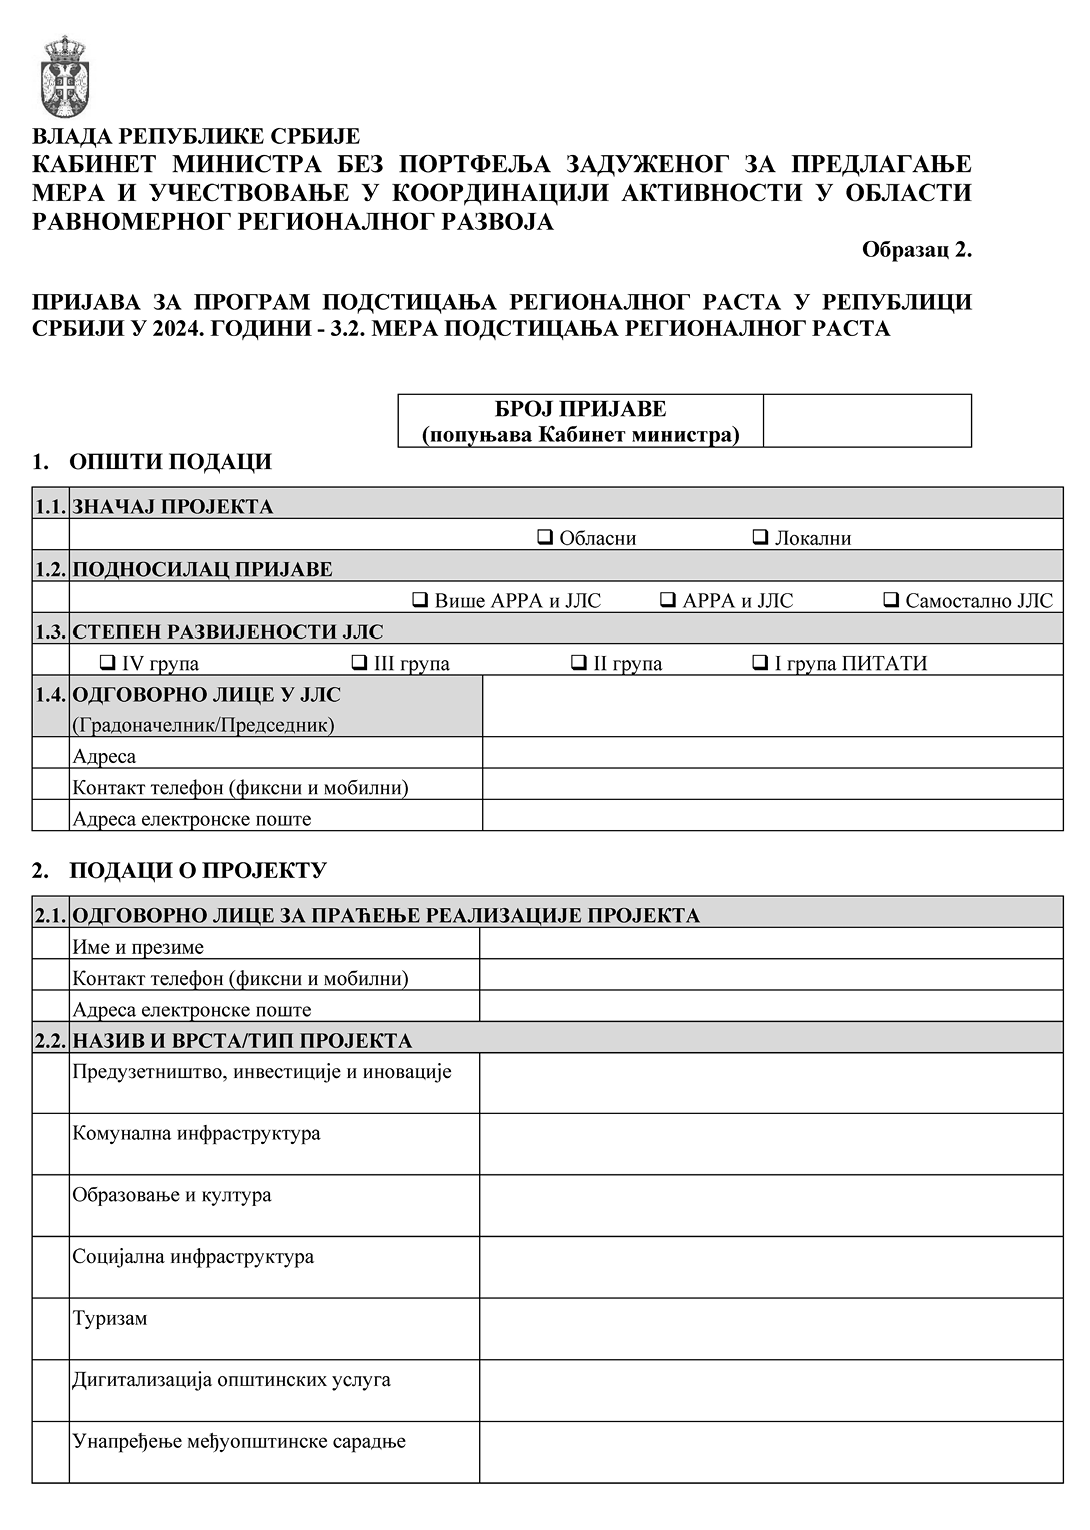 ВЛАДА РЕПУБЛИКЕ СРБИЈЕ
КАБИНЕТ МИНИСТРА БЕЗ ПОРТФЕЉА ЗАДУЖЕНОГ ЗА ПРЕДЛАГАЊЕ
МЕРА И УЧЕСТВОВАЊЕ У КООРДИНАЦИЈИ АКТИВНОСТИ У ОБЛАСТИ
РАВНОМЕРНОГ РЕГИОНАЛНОГ РАЗВОЈА
Образац 2.
ПРИЈАВА ЗА ПРОГРАМ ПОДСТИЦАЊА РЕГИОНАЛНОГ РАСТА У РЕПУБЛИЦИ
СРБИЈИ У 2024. ГОДИНИ - 3.2. МЕРА ПОДСТИЦАЊА РЕГИОНАЛНОГ РАСТА
БРОЈ ПРИЈАВЕ
(попуњава Кабинет министра)
1. ОПШТИ ПОДАЦИ
1.1. ЗНАЧАЈ ПРОЈЕКТА
❑ Обласни ❑ Локални
1.2. ПОДНОСИЛАЦ ПРИЈАВЕ
❑ Више АРРА и ЈЛС ❑ АРРА и ЈЛС ❑ Самостално ЈЛС
1.3. СТЕПЕН РАЗВИЈЕНОСТИ ЈЛС
❑ IV група ❑ III група ❑ II група ❑ I група ПИТАТИ
1.4. ОДГОВОРНО ЛИЦЕ У ЈЛС
(Градоначелник/Председник)
Адреса
Контакт телефон (фиксни и мобилни)
Адреса електронске поште
2. ПОДАЦИ О ПРОЈЕКТУ
2.1. ОДГОВОРНО ЛИЦЕ ЗА ПРАЋЕЊЕ РЕАЛИЗАЦИЈЕ ПРОЈЕКТА
Име и презиме
Контакт телефон (фиксни и мобилни)
Адреса електронске поште
2.2. НАЗИВ И ВРСТА/ТИП ПРОЈЕКТА
Предузетништво, инвестиције и иновације
Комунална инфраструктура
Образовање и култура
Социјална инфраструктура
Туризам
Дигитализација општинских услуга
Унапређење међуопштинске сарадње